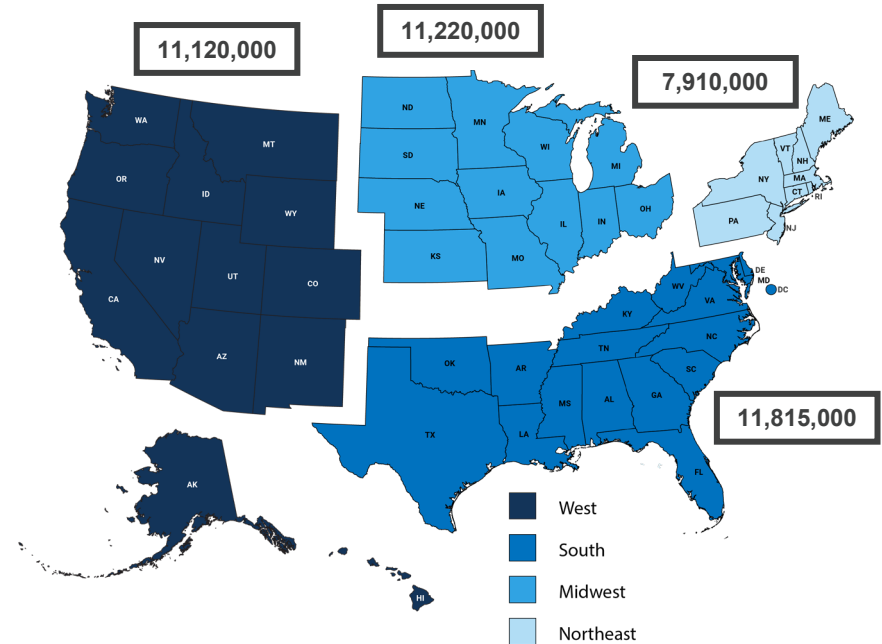 11,120,000
11,220,000
7,910,000
WA
MT
OR
ID
WY
NV
UT
CO
CA
AZ
NM
ND
MN
SD
WI
MI
NE
IA
IL
IN
OH
KS
MO
ME
VT
NH
NY
MA
CT
RI
PA
NJ
DE
MD
DC
WV
VA
KY
NC
TN
SC
OK
AR
MS
AL
GA
TX
LA
FL
11,815,000
AK
HI
West
South
Midwest
Northeast